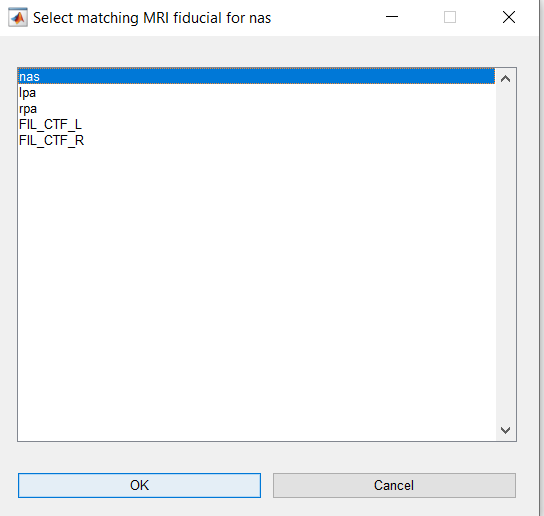 Select matching MRI fiducial for nas
nas
lpa
rpa
FIL_CTF_L
FIL_CTF_R
OK
Cancel